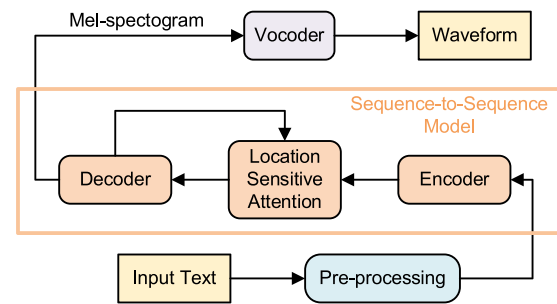 Mel-spectogram
Vocoder
Waveform
Sequence-to-Sequence
Model
Decoder
Location
Sensitive
Attention
Encoder
Input Text
Pre-processing